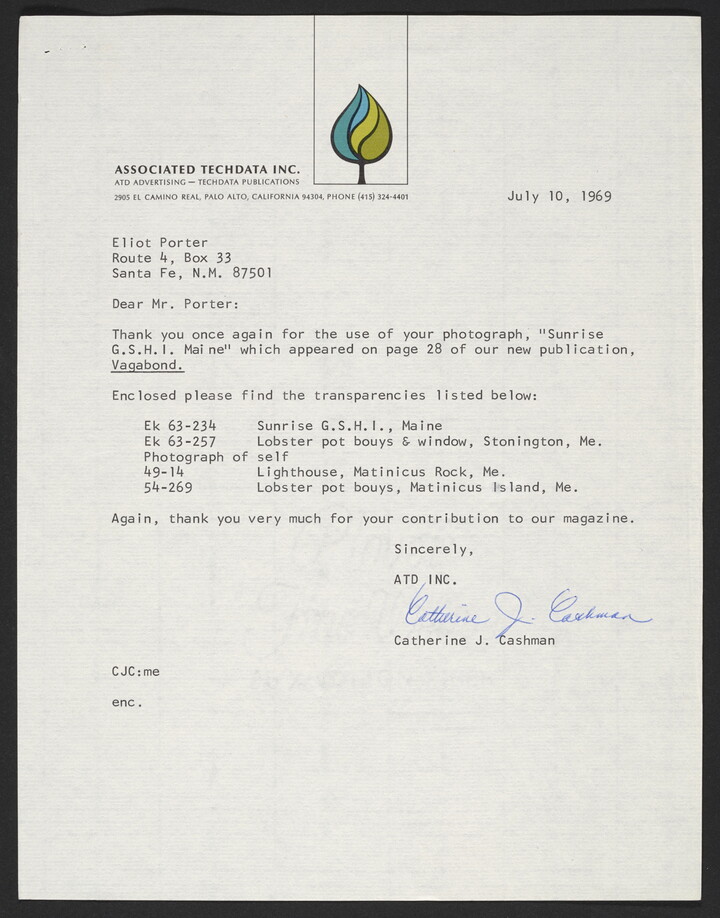 ASSOCIATED TECHDATA INC.
ATD ADVERTISING — TECHDATA PUBLICATIONS
2905 EL CAMINO REAL, PALO ALTO, CALIFORNIA 94304, PHONE (415) 324-4401
July 10, 1969
Eliot Porter
Route 4, Box 33
Santa Fe, N.M. 87501
Dear Mr. Porter:
Thank you once again for the use of your photograph, "Sunrise
G.S.H.I. Maine" which appeared on page 28 of our new publication,
Vagabond.
Enclosed please find the transparencies listed below:
Ek 63-234 Sunrise G.S.H.I., Maine
Ek 63-257 Lobster pot bouys & window, Stonington, Me.
Photograph of self
49-14 Lighthouse, Matinicus Rock, Me.
54-269 Lobster pot bouys, Matinicus Island, Me.
Again, thank you very much for your contribution to our magazine.
Sincerely,
ATD INC.
Catherine J. Cashman
Catherine J. Cashman
CJC:me
enc.